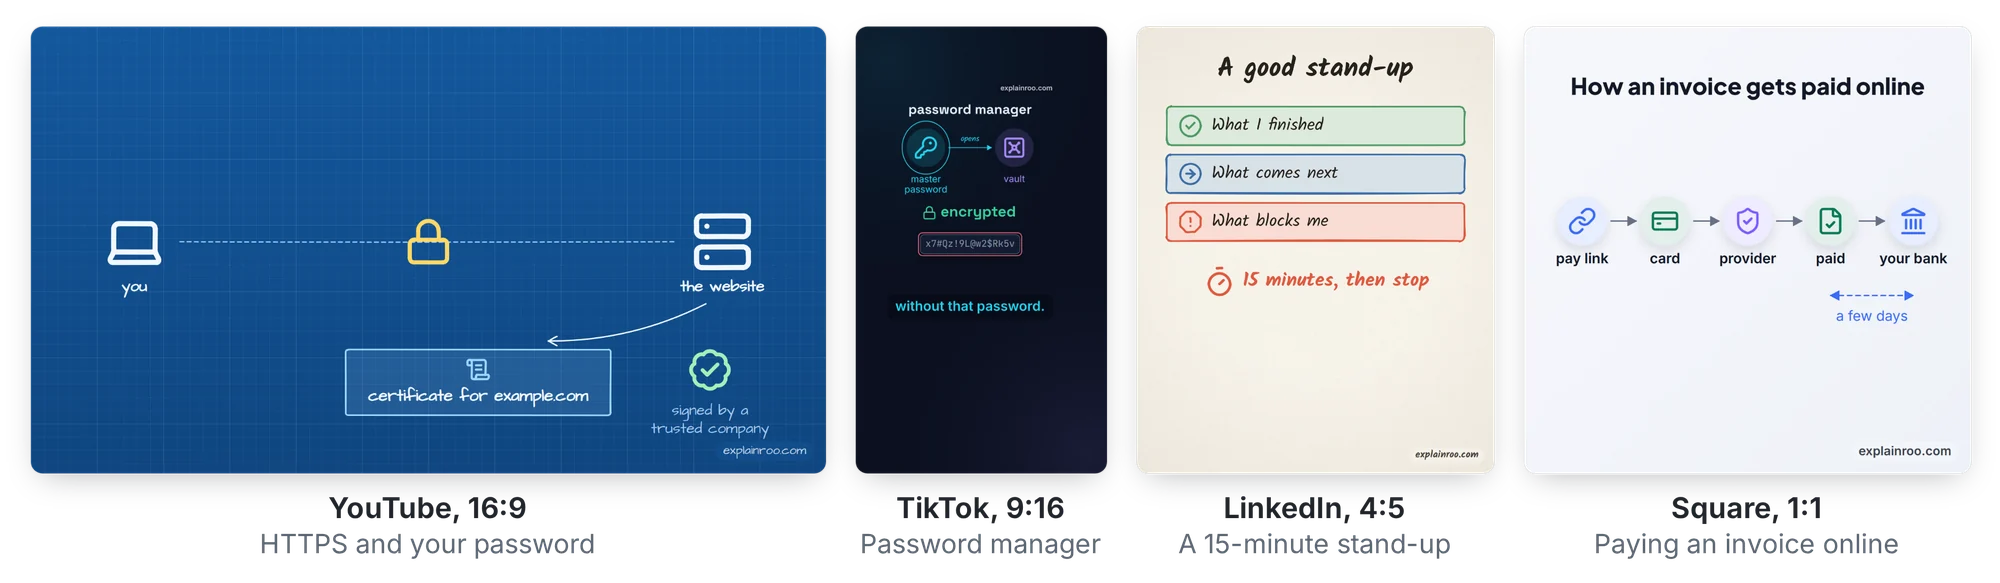 you
the website
certificate for example.com
signed by a
trusted company
explainroo.com
YouTube, 16:9
HTTPS and your password
explainroo.com
password manager
opens
master
password
vault
encrypted
x7#Qz!9L@w2$Rk5v
without that password.
TikTok, 9:16
Password manager
A good stand-up
What I finished
What comes next
What blocks me
15 minutes, then stop
explainroo.com
LinkedIn, 4:5
A 15-minute stand-up
How an invoice gets paid online
pay link
card
provider
paid
your bank
a few days
explainroo.com
Square, 1:1
Paying an invoice online